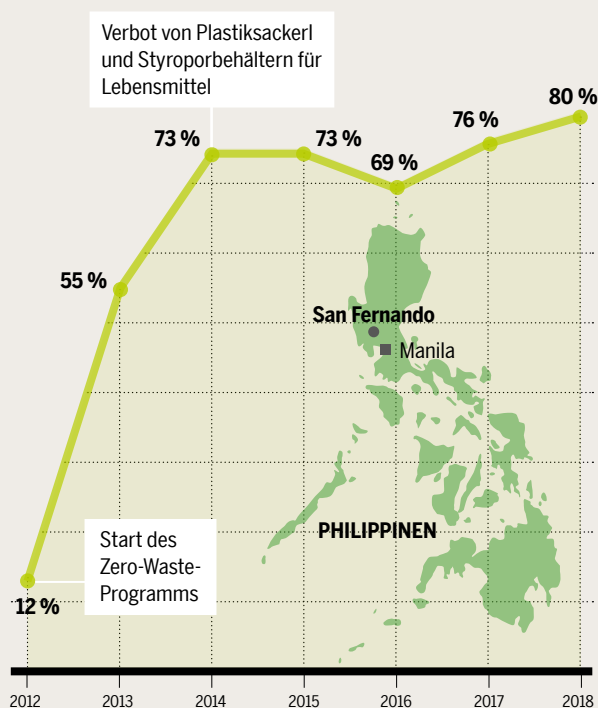 Verbot von Plastiksackerl
und Styroporbehältern für
Lebensmittel
73 %
73 %
69 %
76 %
80 %
55 %
San Fernando
Manila
PHILIPPINEN
Start des
Zero-Waste-
Programms
12 %
2012 2013 2014 2015 2016 2017 2018